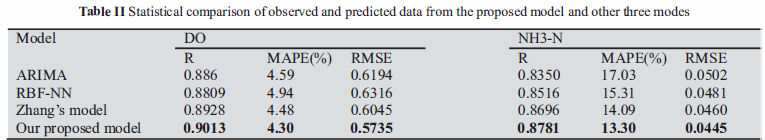 Table II Statistical comparison of observed and predicted data from the proposed model and other three modes
Model DO NH3-N
R MAPE(%) RMSE R MAPE(%) RMSE
ARIMA 0.886 4.59 0.6194 0.8350 17.03 0.0502
RBF-NN 0.8809 4.94 0.6316 0.8516 15.31 0.0481
Zhang's model 0.8928 4.48 0.6045 0.8696 14.09 0.0460
Our proposed model 0.9013 4.30 0.5735 0.8781 13.30 0.0445